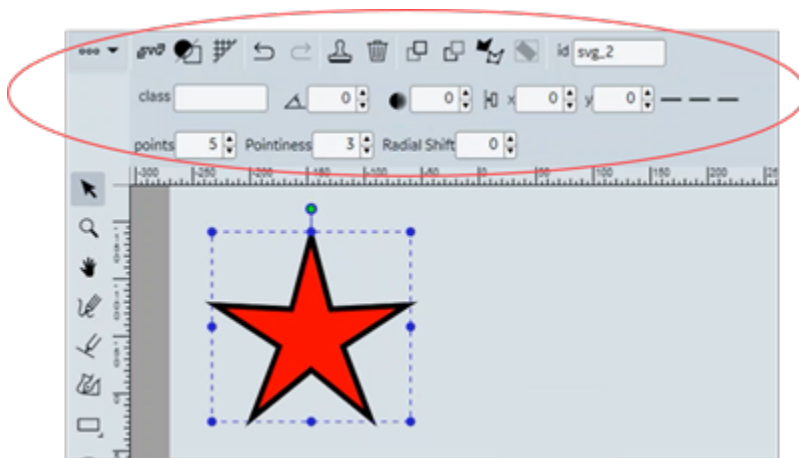 svg id svg_2
class 0 0 x 0 y 0
points 5 Pointiness 3 Radial Shift 0
-300 -250 -200 -150 -100 -50 0 50 100 150 200